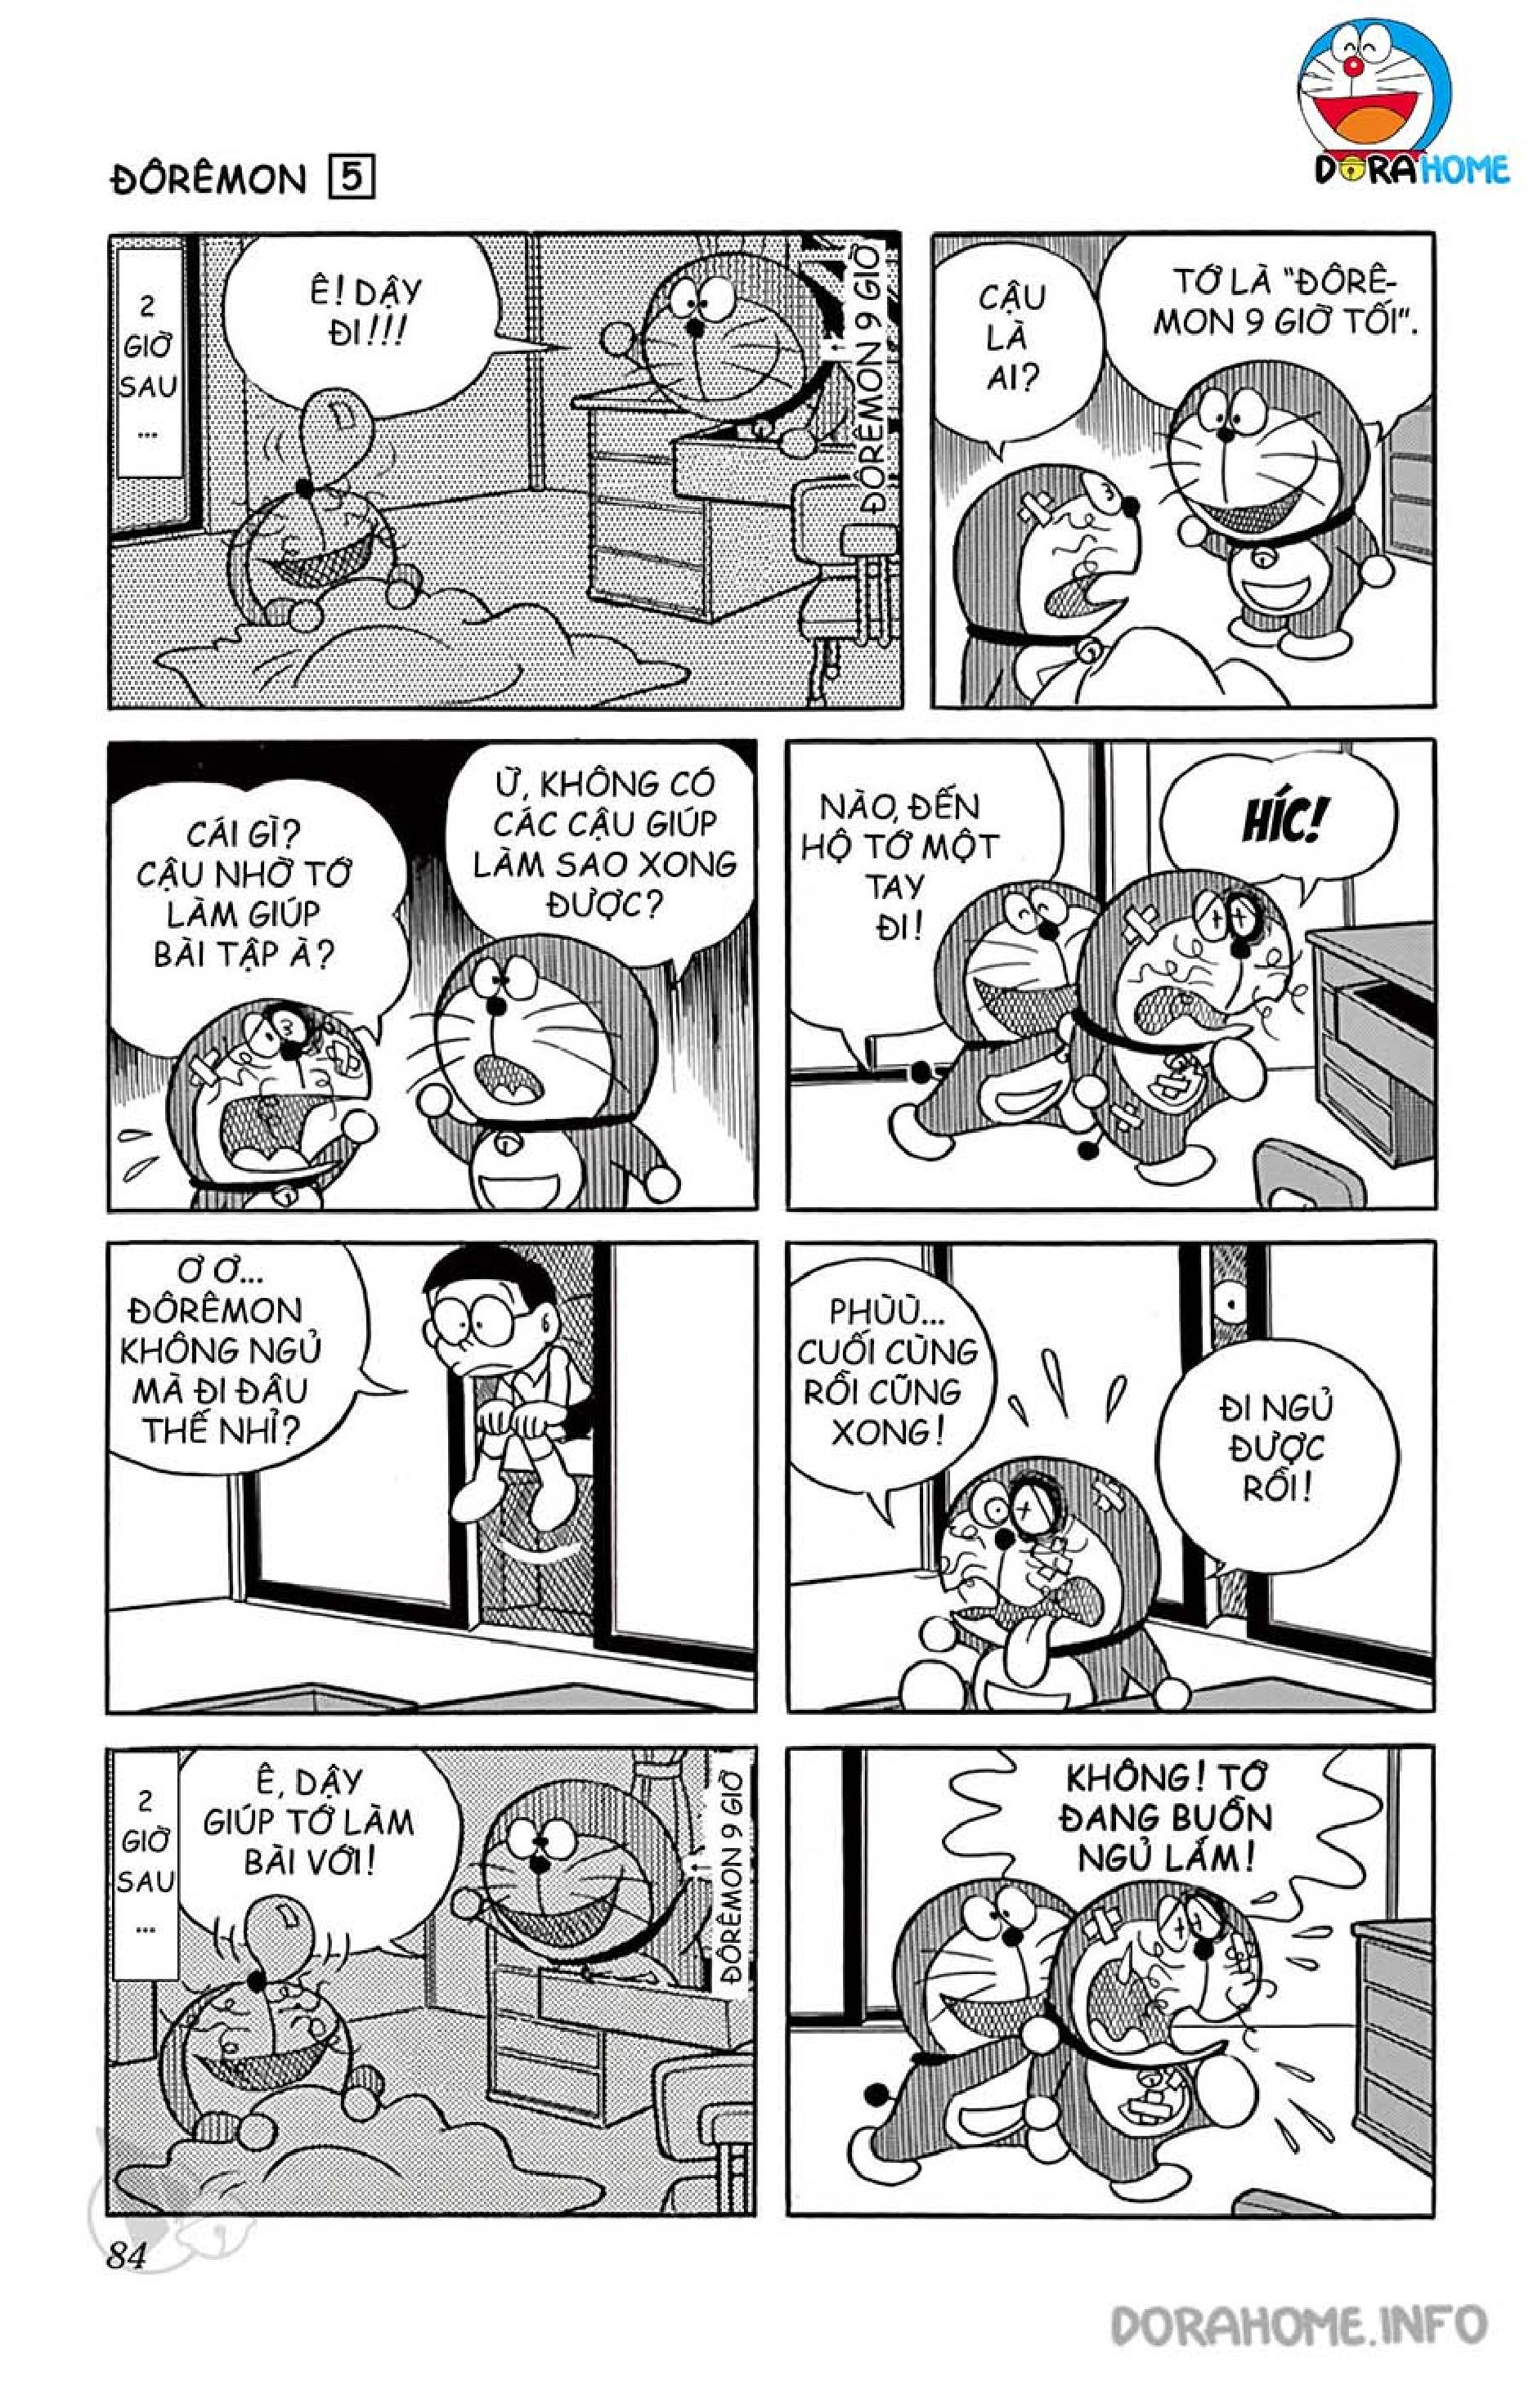 DORAHOME
ĐÔRÊMON 5
2
GIỜ
SAU
...
Ê! DẬY
ĐI!!!
ĐÔRÊMON 9 GIỜ
CẬU
LÀ
AI?
TỚ LÀ “ĐÔRÊ-
MON 9 GIỜ TỐI”.
CÁI GÌ?
CẬU NHỜ TỚ
LÀM GIÚP
BÀI TẬP À?
Ừ, KHÔNG CÓ
CÁC CẬU GIÚP
LÀM SAO XONG
ĐƯỢC?
NÀO, ĐẾN
HỘ TỚ MỘT
TAY
ĐI!
HÍC!
Ơ Ơ...
ĐÔRÊMON
KHÔNG NGỦ
MÀ ĐI ĐÂU
THẾ NHỈ?
PHÙÙ...
CUỐI CÙNG
RỒI CŨNG
XONG!
ĐI NGỦ
ĐƯỢC
RỒI!
2
GIỜ
SAU
...
Ê, DẬY
GIÚP TỚ LÀM
BÀI VỚI!
ĐÔRÊMON 9 GIỜ
KHÔNG! TỚ
ĐANG BUỒN
NGỦ LẮM!
84
DORAHOME.INFO